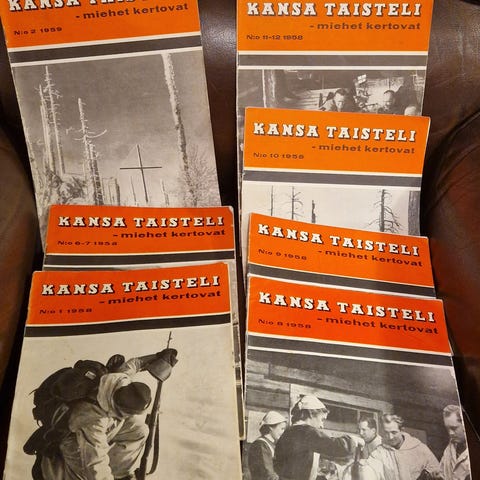 KANSA TAISTELI
- miehet kertovat
N:o 2 1959
KANSA TAISTELI
- miehet kertovat
N:o 6-7 1958
KANSA TAISTELI
- miehet kertovat
N:o 1 1958
KANSA TAISTELI
- miehet kertovat
N:o 11-12 1958
KANSA TAISTELI
- miehet kertovat
N:o 10 1958
KANSA TAISTELI
- miehet kertovat
N:o 9 1958
KANSA TAISTELI
- miehet kertovat
N:o 8 1958